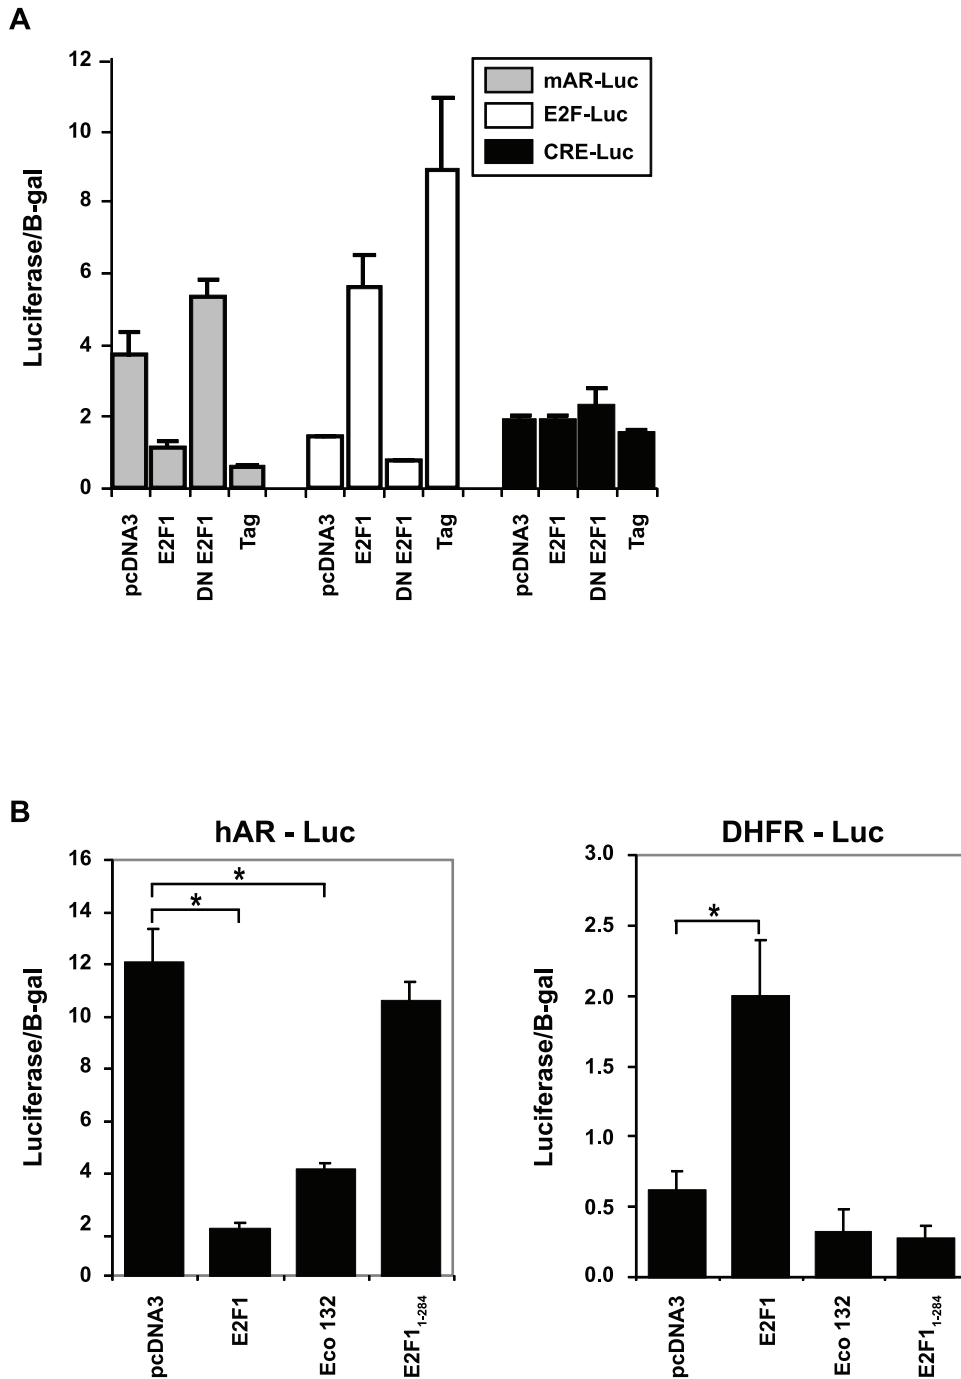 A
12
10
8
6
4
2
0
Luciferase/B-gal
mAR-Luc
E2F-Luc
CRE-Luc
pcDNA3
E2F1
DN E2F1
Tag
pcDNA3
E2F1
DN E2F1
Tag
pcDNA3
E2F1
DN E2F1
Tag
B
hAR - Luc
16
14
12
10
8
6
4
2
0
Luciferase/B-gal
*
*
pcDNA3
E2F1
Eco 132
E2F1₁₋₂₈₄
DHFR - Luc
3.0
2.5
2.0
1.5
1.0
0.5
0.0
Luciferase/B-gal
*
pcDNA3
E2F1
Eco 132
E2F1₁₋₂₈₄